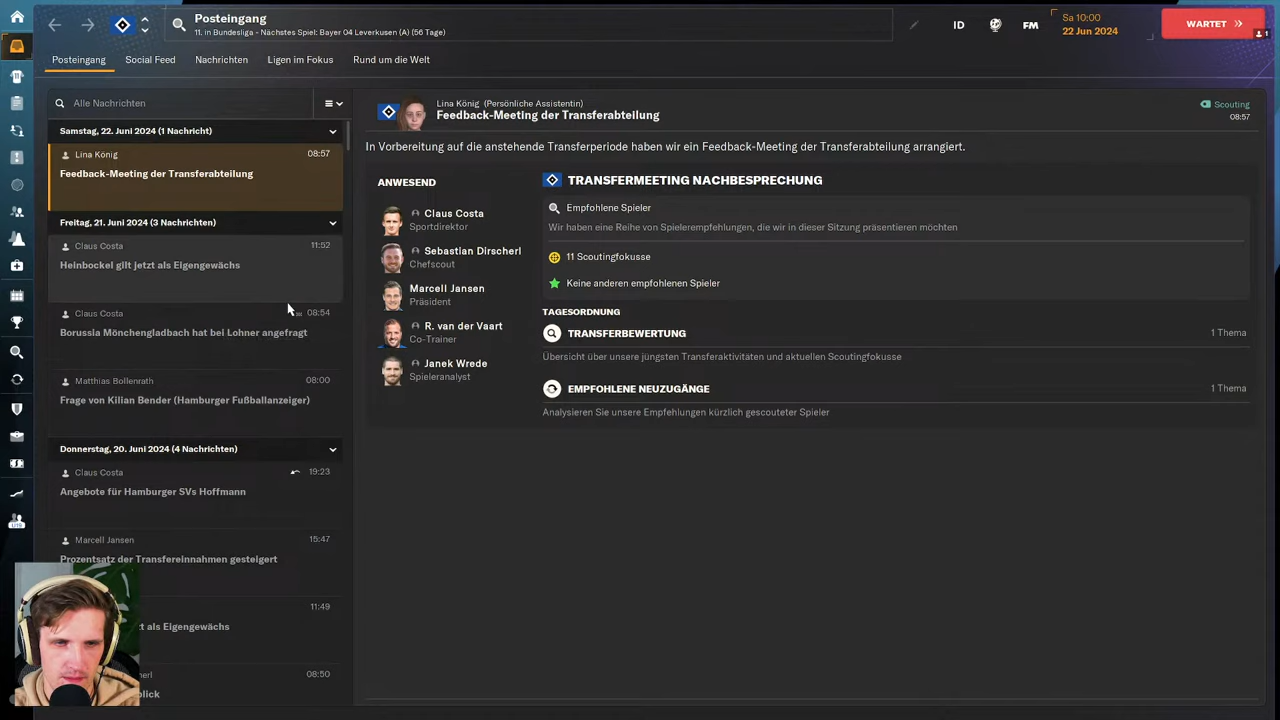 Posteingang
11. in Bundesliga - Nächstes Spiel: Bayer 04 Leverkusen (A) (56 Tage)
ID
FM
Sa 10:00
22 Jun 2024
WARTET
1
Posteingang
Social Feed
Nachrichten
Ligen im Fokus
Rund um die Welt
Alle Nachrichten
Samstag, 22. Juni 2024 (1 Nachricht)
Lina König
08:57
Feedback-Meeting der Transferabteilung
Freitag, 21. Juni 2024 (3 Nachrichten)
Claus Costa
11:52
Heinbockel gilt jetzt als Eigengewächs
Claus Costa
08:54
Borussia Mönchengladbach hat bei Lohner angefragt
Matthias Bollenrath
08:00
Frage von Kilian Bender (Hamburger Fußballanzeiger)
Donnerstag, 20. Juni 2024 (4 Nachrichten)
Claus Costa
19:23
Angebote für Hamburger SVs Hoffmann
Marcell Jansen
15:47
Prozentsatz der Transfereinnahmen gesteigert
11:49
zt als Eigengewächs
08:50
blick
U19
Lina König (Persönliche Assistentin)
Feedback-Meeting der Transferabteilung
Scouting
08:57
In Vorbereitung auf die anstehende Transferperiode haben wir ein Feedback-Meeting der Transferabteilung arrangiert.
ANWESEND
Claus Costa
Sportdirektor
Sebastian Dirscherl
Chefscout
Marcell Jansen
Präsident
R. van der Vaart
Co-Trainer
Janek Wrede
Spieleranalyst
TRANSFERMEETING NACHBESPRECHUNG
Empfohlene Spieler
Wir haben eine Reihe von Spielerempfehlungen, die wir in dieser Sitzung präsentieren möchten
11 Scoutingfokusse
Keine anderen empfohlenen Spieler
TAGESORDNUNG
TRANSFERBEWERTUNG
1 Thema
Übersicht über unsere jüngsten Transferaktivitäten und aktuellen Scoutingfokusse
EMPFOHLENE NEUZUGÄNGE
1 Thema
Analysieren Sie unsere Empfehlungen kürzlich gescouteter Spieler